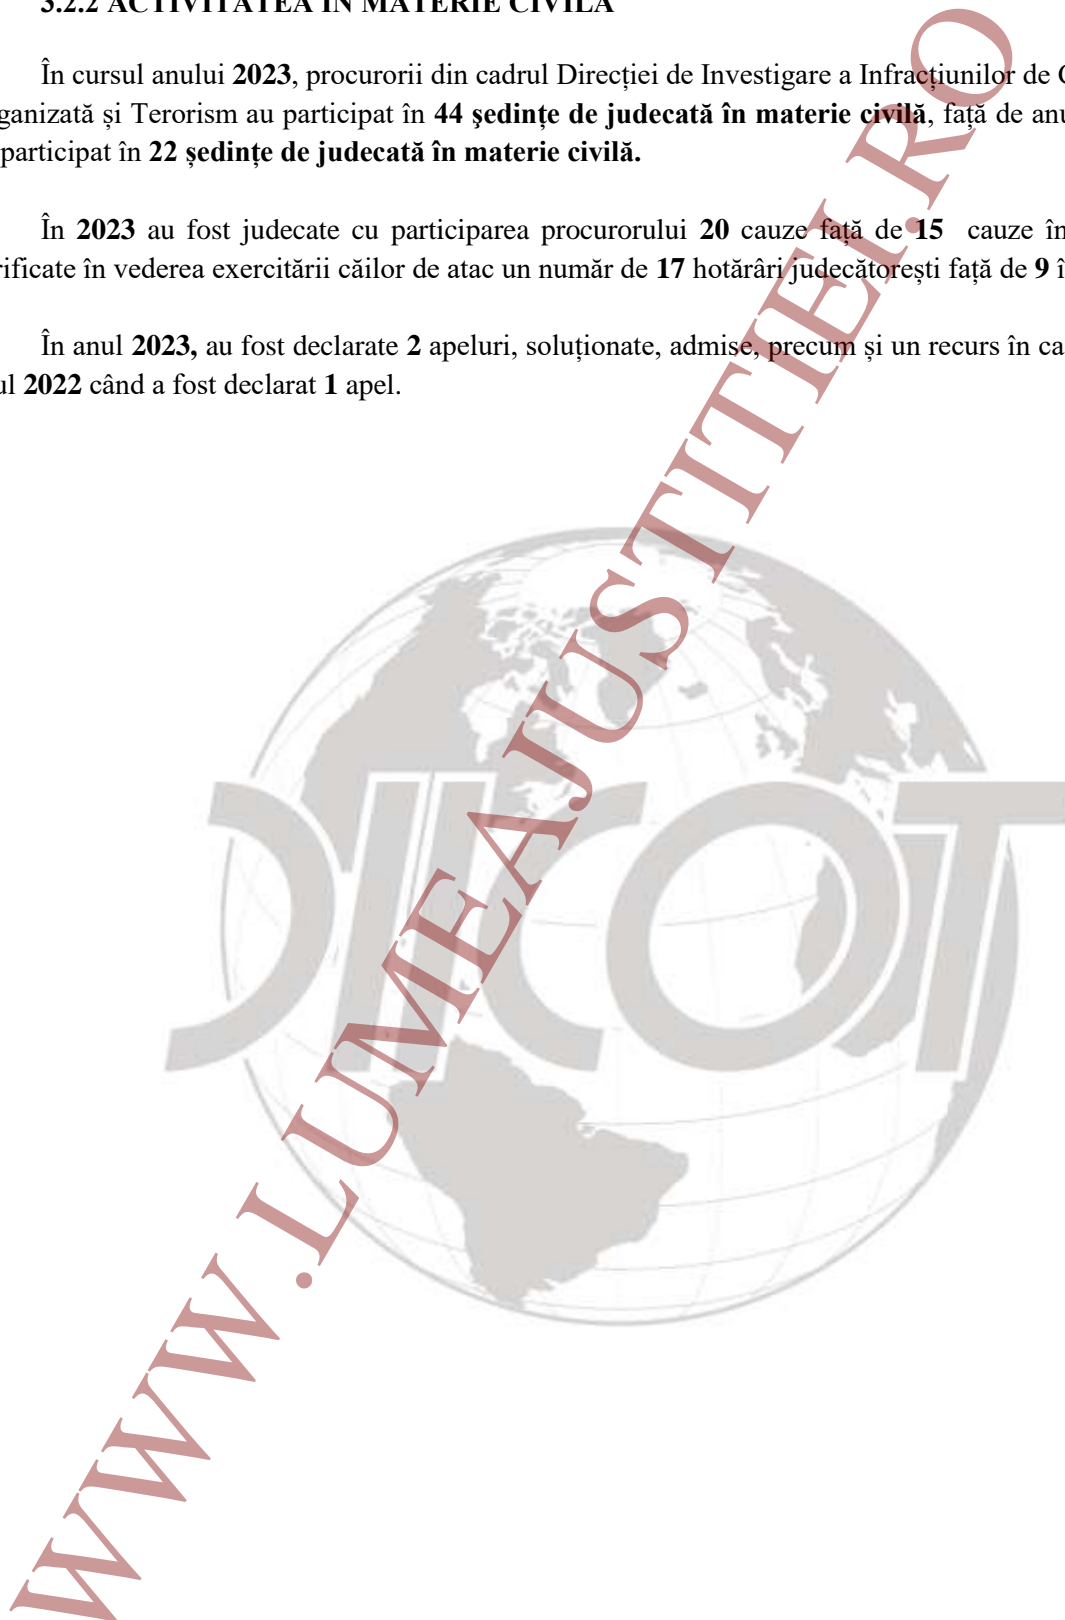 3.2.2 ACTIVITATEA ÎN MATERIE CIVILĂ
În cursul anului 2023, procurorii din cadrul Direcției de Investigare a Infracțiunilor de
ganizată și Terorism au participat în 44 şedințe de judecată în materie civilă, față de
participat în 22 ședințe de judecată în materie civilă.
În 2023 au fost judecate cu participarea procurorului 20 cauze față de 15 cauze în
rificate în vederea exercitării căilor de atac un număr de 17 hotărâri judecătorești față de 9
În anul 2023, au fost declarate 2 apeluri, soluționate, admise, precum și un recurs în
ul 2022 când a fost declarat 1 apel.
DIICOT
WWW.LUMEAJUSTITIEI.RO